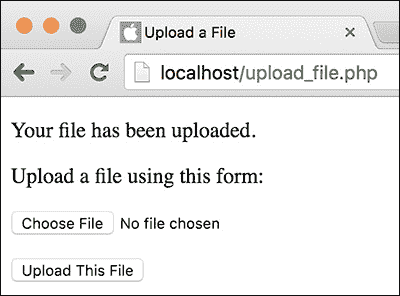 Upload a File
localhost/upload_file.php
Your file has been uploaded.
Upload a file using this form:
Choose File No file chosen
Upload This File